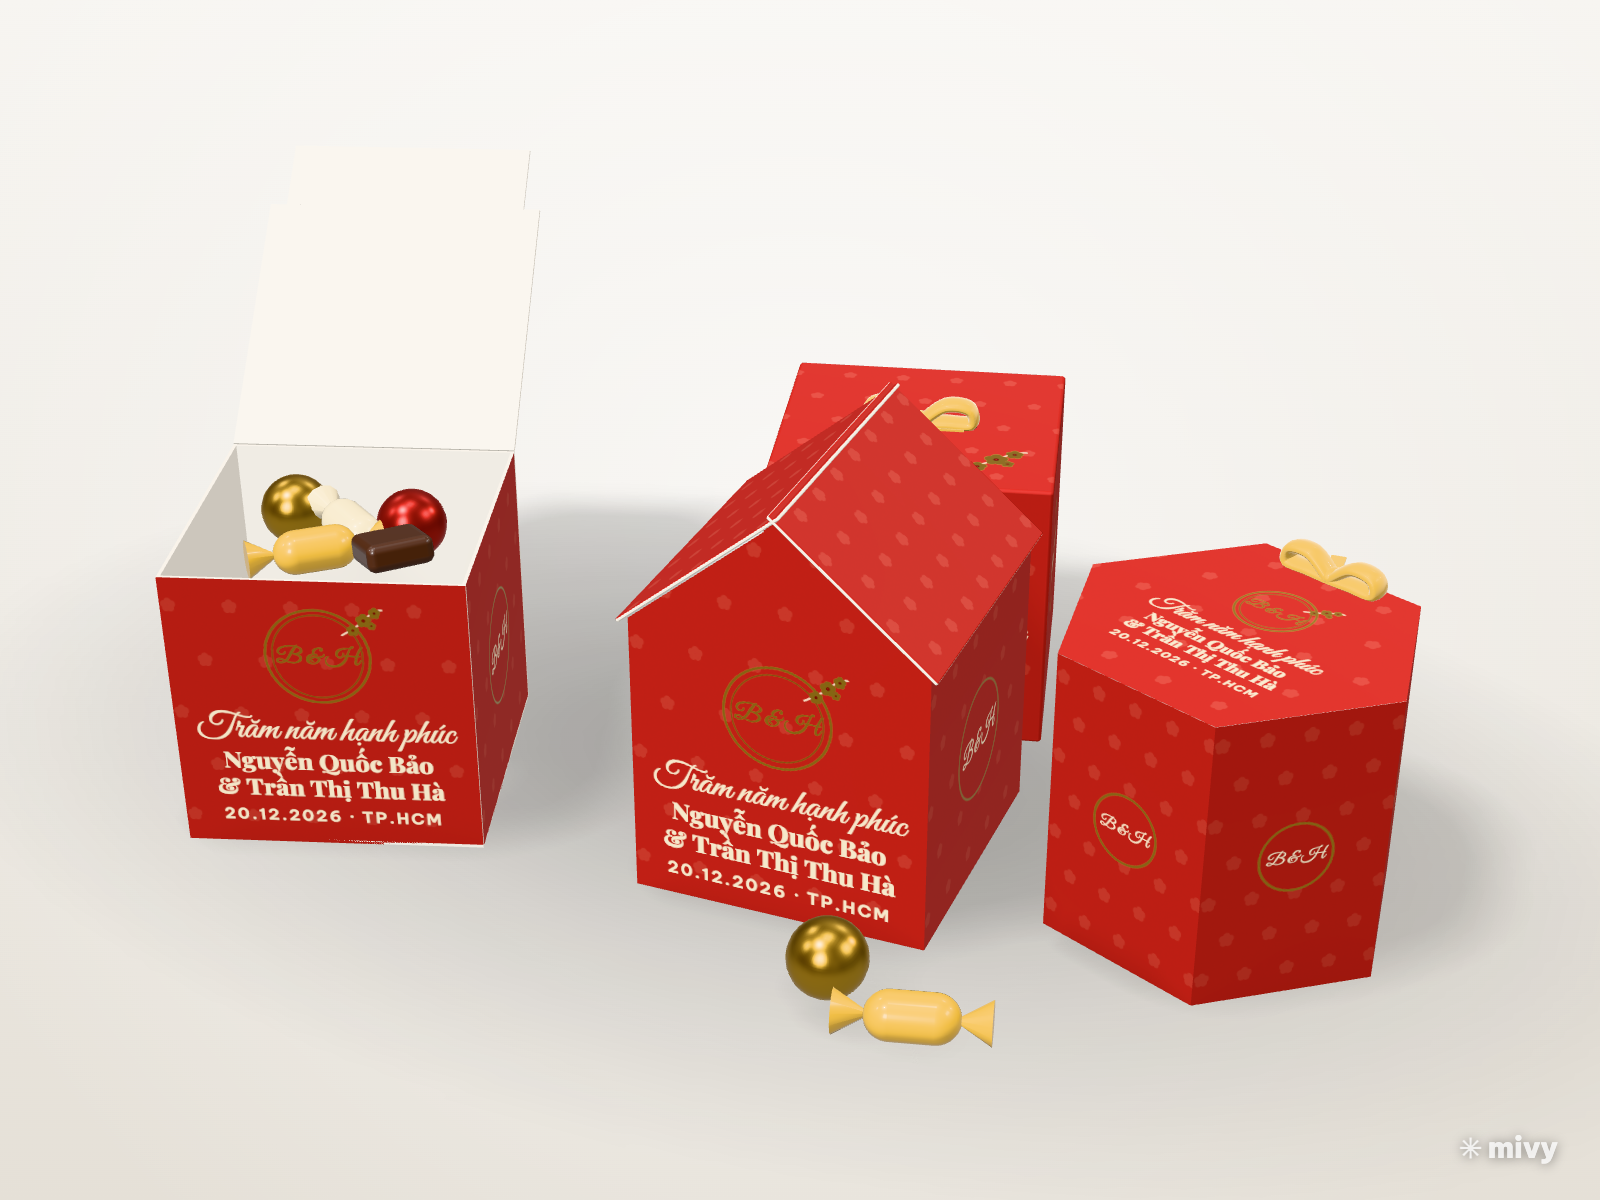 B&H
Trăm năm hạnh phúc
Nguyễn Quốc Bảo
& Trần Thị Thu Hà
20.12.2026 · TP.HCM
B&H
B&H
Trăm năm hạnh phúc
Nguyễn Quốc Bảo
& Trần Thị Thu Hà
20.12.2026 · TP.HCM
B&H
B&H
Trăm năm hạnh phúc
Nguyễn Quốc Bảo
& Trần Thị Thu Hà
20.12.2026 · TP.HCM
B&H
B&H
mivy